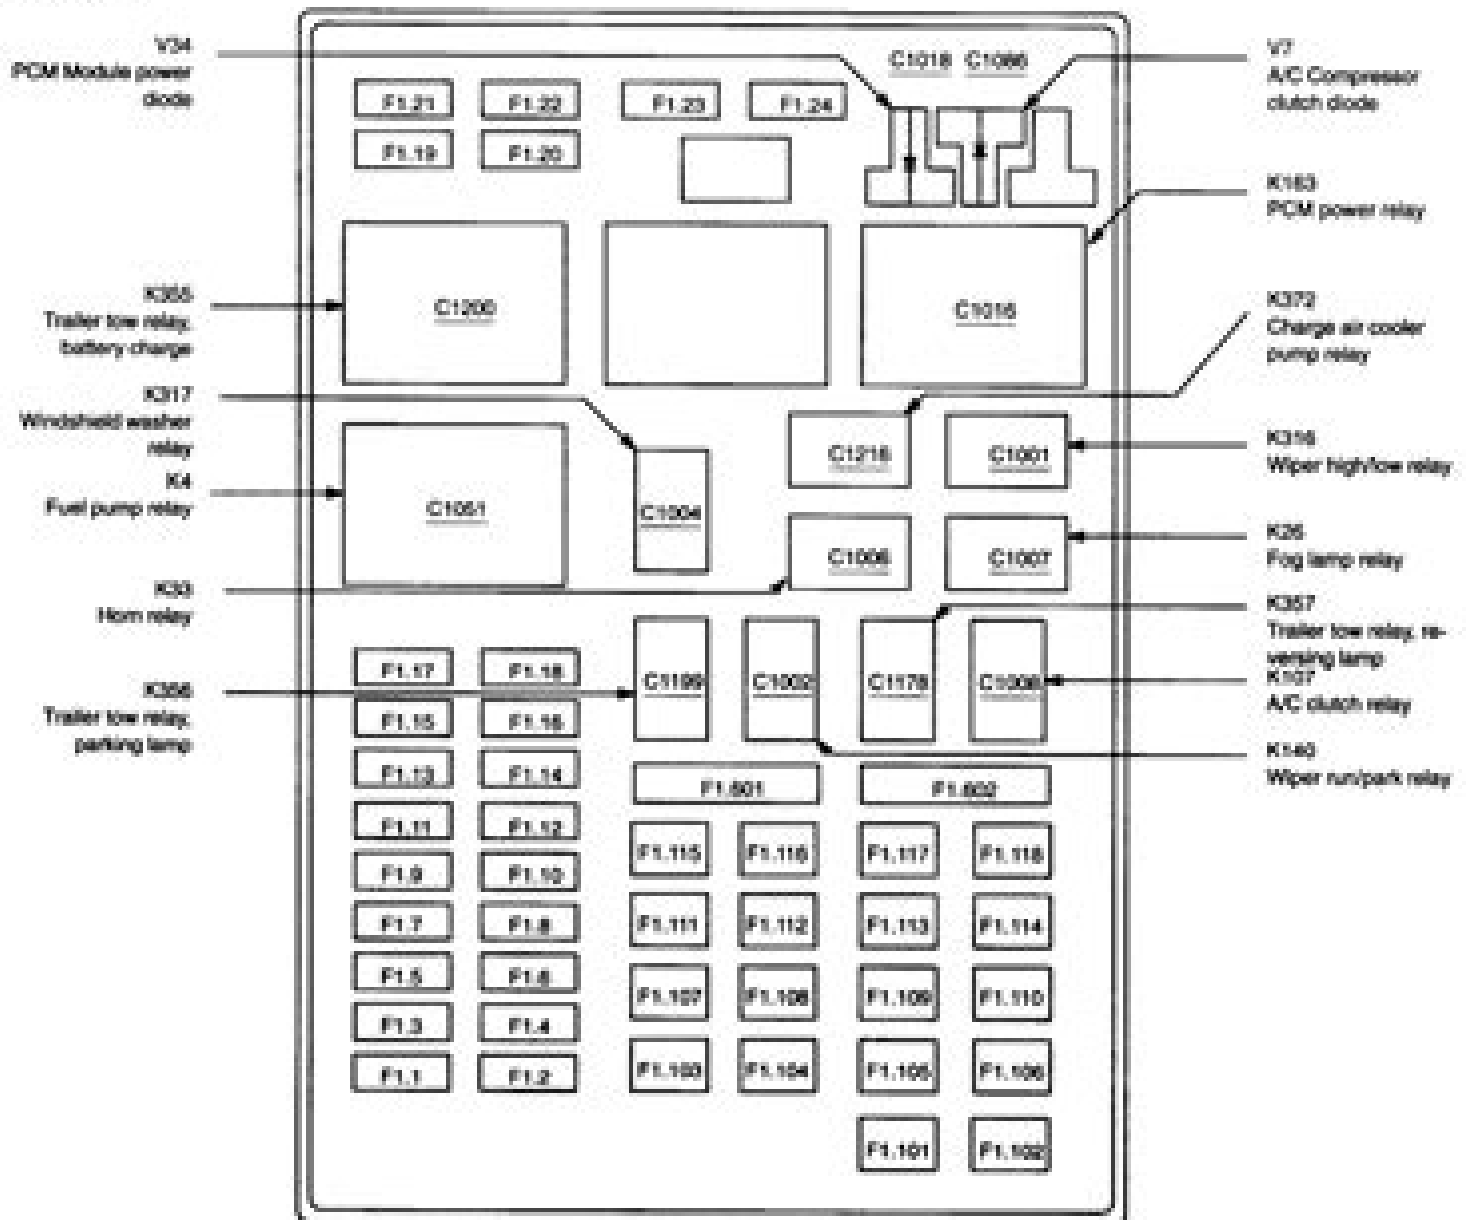 V34
PCM Module power
diode
C1018 C1086
V7
A/C Compressor
clutch diode
F1.21 F1.22 F1.23 F1.24
F1.19 F1.20
K163
PCM power relay
K355
Trailer tow relay,
battery charge
C1200
C1016
K372
Charge air cooler
pump relay
K317
Windshield washer
relay
K4
Fuel pump relay
C1051
C1004
C1216 C1001
K316
Wiper high/low relay
C1006 C1007
K26
Fog lamp relay
K33
Horn relay
K357
Trailer tow relay, re-
versing lamp
K107
A/C clutch relay
K356
Trailer tow relay,
parking lamp
C1199 C1002 C1178 C1008
K140
Wiper run/park relay
F1.17 F1.18
F1.15 F1.16
F1.13 F1.14
F1.601 F1.602
F1.11 F1.12
F1.115 F1.116 F1.117 F1.118
F1.9 F1.10
F1.7 F1.8
F1.111 F1.112 F1.113 F1.114
F1.5 F1.6
F1.107 F1.108 F1.109 F1.110
F1.3 F1.4
F1.1 F1.2
F1.103 F1.104 F1.105 F1.106
F1.101 F1.102